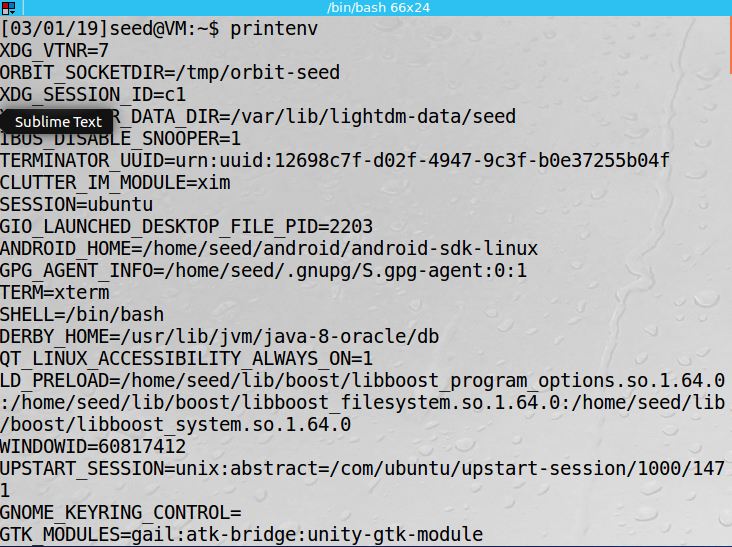 /bin/bash 66x24
[03/01/19]seed@VM:~$ printenv
XDG_VTNR=7
ORBIT_SOCKETDIR=/tmp/orbit-seed
XDG_SESSION_ID=c1
Sublime Text
R_DATA_DIR=/var/lib/lightdm-data/seed
IBUS_DISABLE_SNOOPER=1
TERMINATOR_UUID=urn:uuid:12698c7f-d02f-4947-9c3f-b0e37255b04f
CLUTTER_IM_MODULE=xim
SESSION=ubuntu
GIO_LAUNCHED_DESKTOP_FILE_PID=2203
ANDROID_HOME=/home/seed/android/android-sdk-linux
GPG_AGENT_INFO=/home/seed/.gnupg/S.gpg-agent:0:1
TERM=xterm
SHELL=/bin/bash
DERBY_HOME=/usr/lib/jvm/java-8-oracle/db
QT_LINUX_ACCESSIBILITY_ALWAYS_ON=1
LD_PRELOAD=/home/seed/lib/boost/libboost_program_options.so.1.64.0
:/home/seed/lib/boost/libboost_filesystem.so.1.64.0:/home/seed/lib
/boost/libboost_system.so.1.64.0
WINDOWID=60817412
UPSTART_SESSION=unix:abstract=/com/ubuntu/upstart-session/1000/147
1
GNOME_KEYRING_CONTROL=
GTK_MODULES=gail:atk-bridge:unity-gtk-module